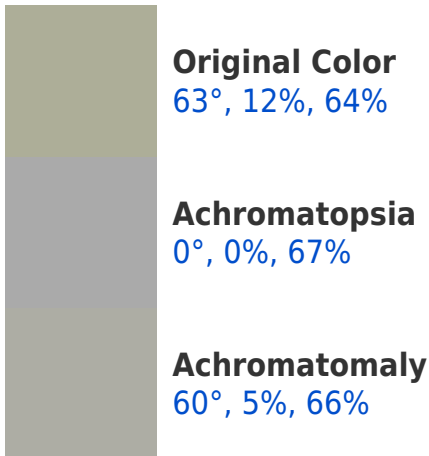 Original Color
63°, 12%, 64%
Achromatopsia
0°, 0%, 67%
Achromatomaly
60°, 5%, 66%